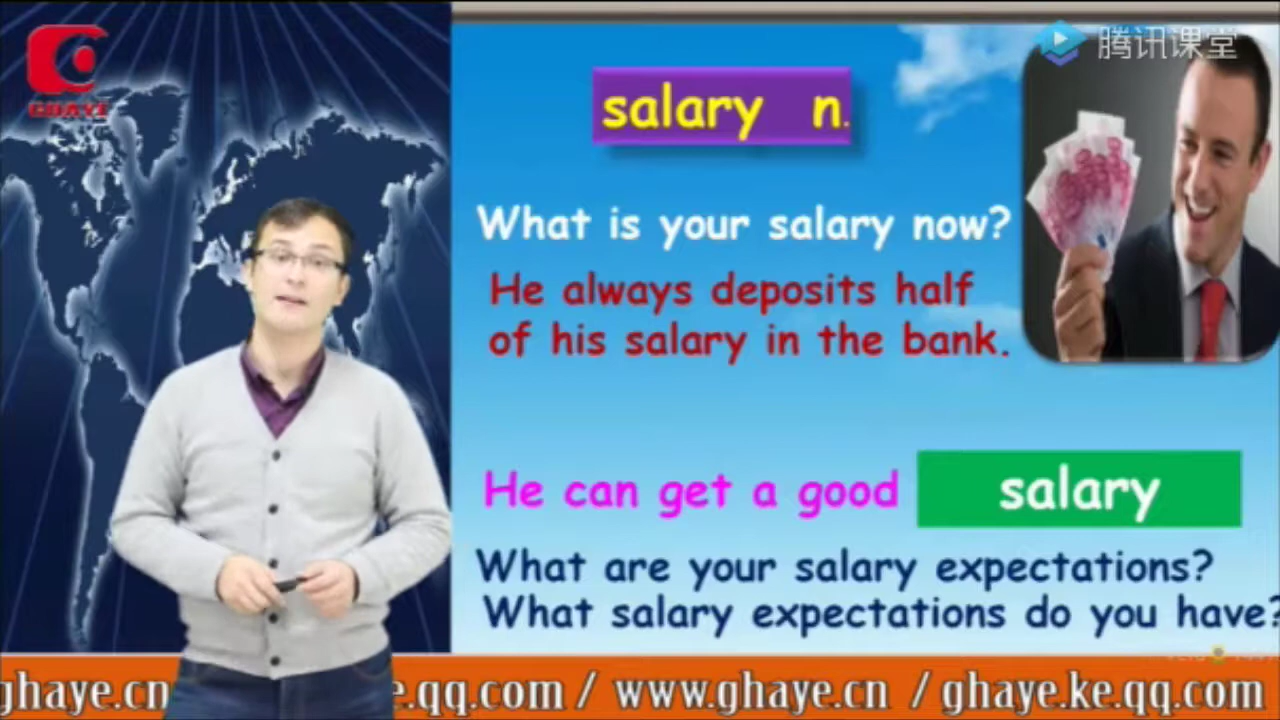 GHAYE
腾讯课堂
salary n.
What is your salary now?
He always deposits half
of his salary in the bank.
He can get a good salary
What are your salary expectations?
What salary expectations do you have?
ghaye.cn ke.qq.com / www.ghaye.cn / ghaye.ke.qq.com